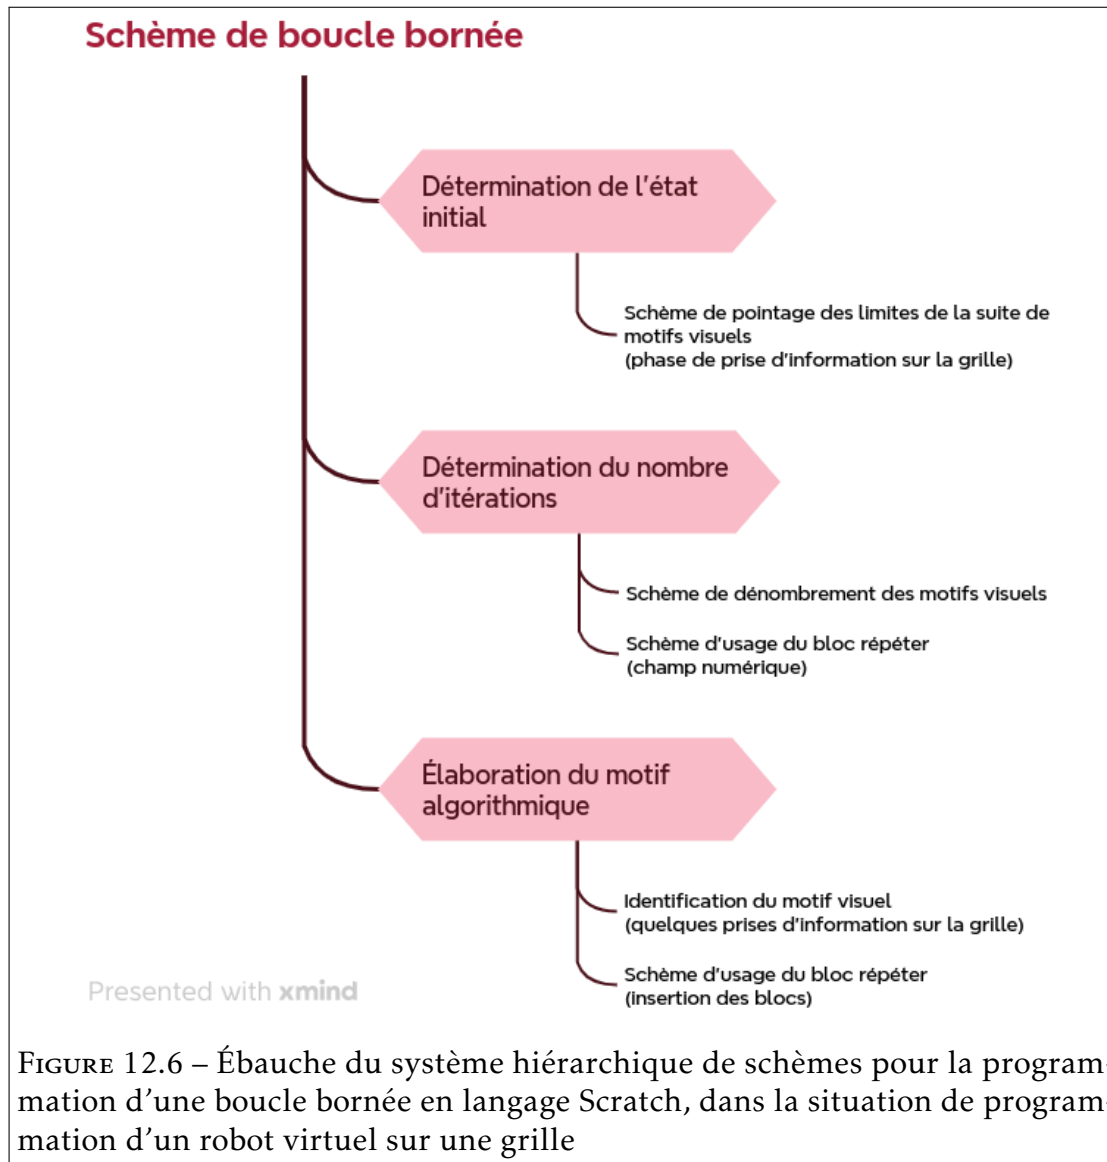 Schème de boucle bornée
Détermination de l'état
initial
Schème de pointage des limites de la suite de
motifs visuels
(phase de prise d'information sur la grille)
Détermination du nombre
d'itérations
Schème de dénombrement des motifs visuels
Schème d'usage du bloc répéter
(champ numérique)
Élaboration du motif
algorithmique
Identification du motif visuel
(quelques prises d'information sur la grille)
Schème d'usage du bloc répéter
(insertion des blocs)
Presented with xmind
FIGURE 12.6 – Ébauche du système hiérarchique de schèmes pour la program-
mation d'une boucle bornée en langage Scratch, dans la situation de program-
mation d'un robot virtuel sur une grille